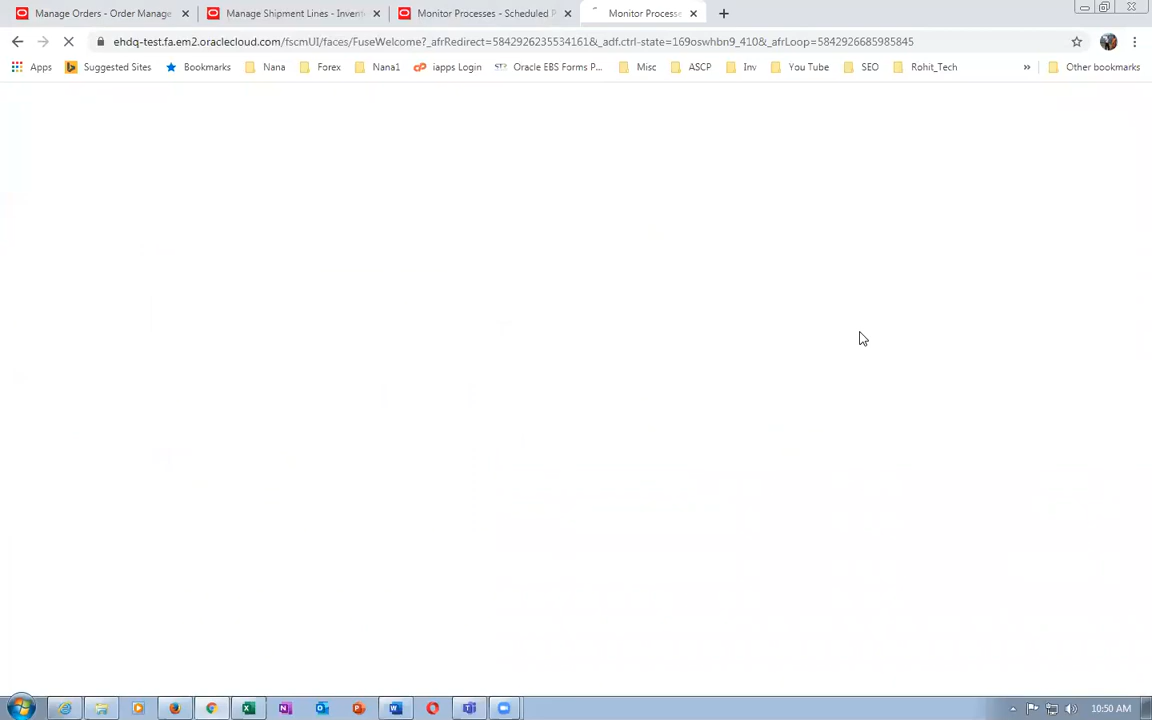 Manage Orders - Order Manage
Manage Shipment Lines - Invent
Monitor Processes - Scheduled P
Monitor Processe
ehdq-test.fa.em2.oraclecloud.com/fscmUI/faces/FuseWelcome?_afrRedirect=5842926235534161&_adf.ctrl-state=169oswhbn9_410&_afrLoop=5842926685985845
Apps
Suggested Sites
Bookmarks
Nana
Forex
Nana1
iapps Login
Oracle EBS Forms P...
Misc
ASCP
Inv
You Tube
SEO
Rohit_Tech
Other bookmarks
10:50 AM